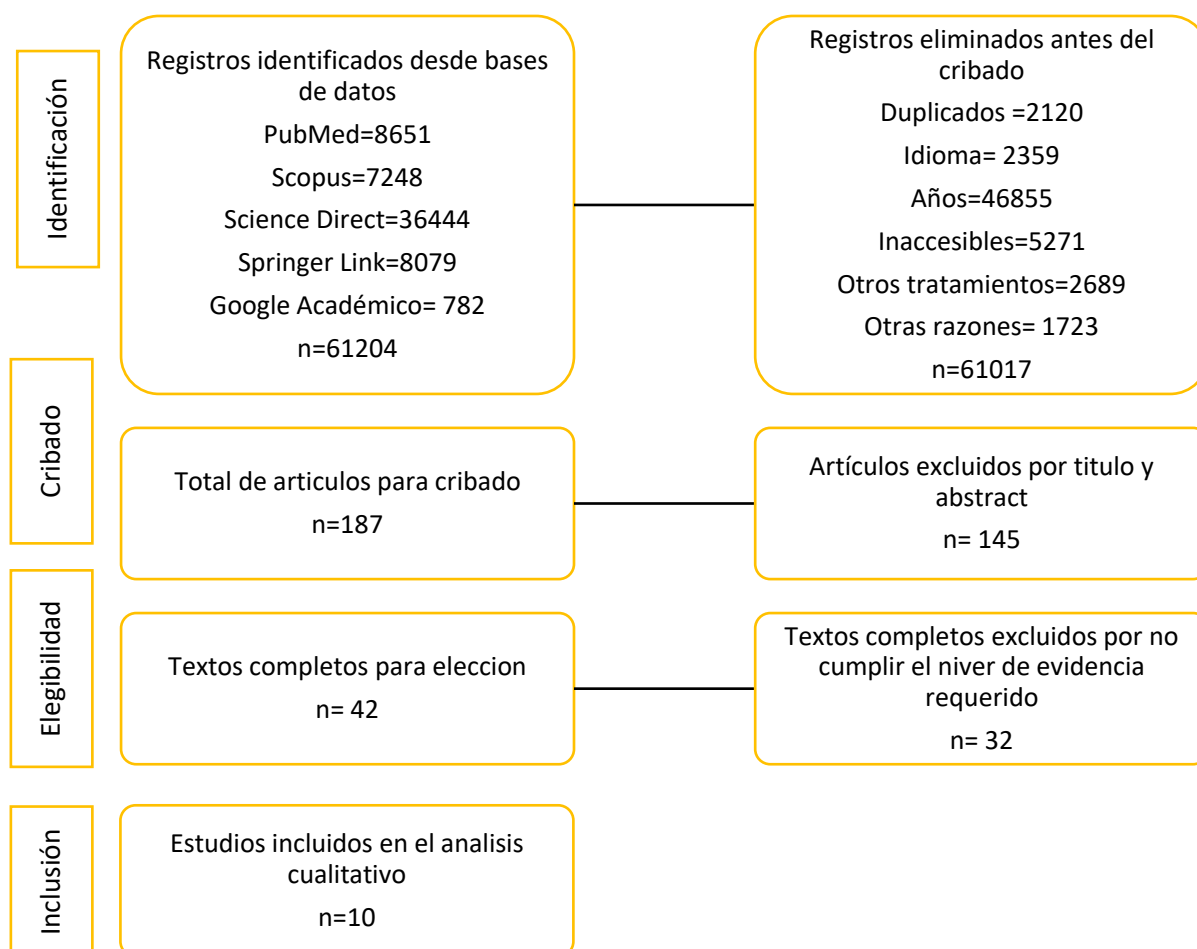 Identificación
Registros identificados desde bases
de datos
PubMed=8651
Scopus=7248
Science Direct=36444
Springer Link=8079
Google Académico= 782
n=61204
Registros eliminados antes del
cribado
Duplicados =2120
Idioma= 2359
Años=46855
Inaccesibles=5271
Otros tratamientos=2689
Otras razones= 1723
n=61017
Cribado
Total de articulos para cribado
n=187
Artículos excluidos por titulo y
abstract
n= 145
Elegibilidad
Textos completos para eleccion
n= 42
Textos completos excluidos por no
cumplir el niver de evidencia
requerido
n= 32
Inclusión
Estudios incluidos en el analisis
cualitativo
n=10